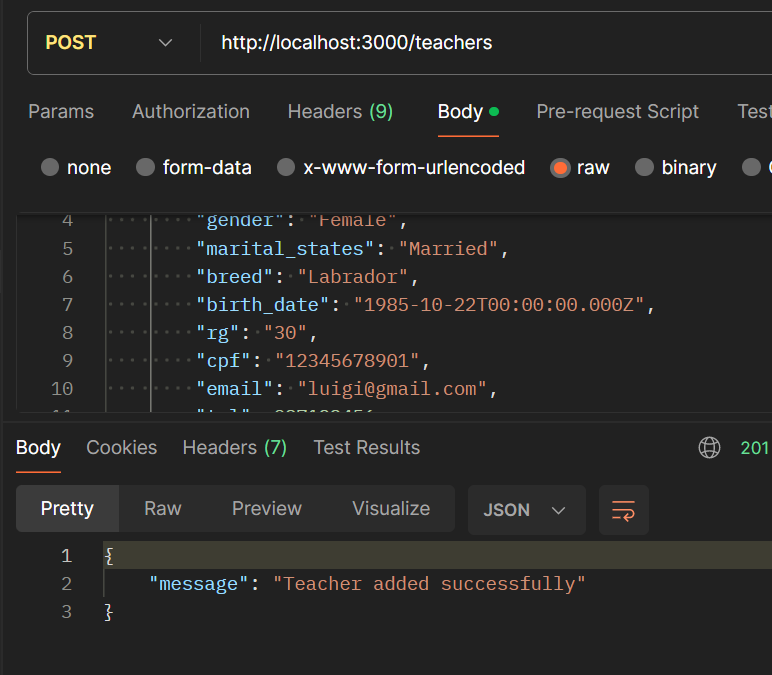 POST http://localhost:3000/teachers
Params Authorization Headers (9) Body Pre-request Script
none form-data x-www-form-urlencoded raw binary
4 "gender": "Female",
5 "marital_states": "Married",
6 "breed": "Labrador",
7 "birth_date": "1985-10-22T00:00:00.000Z",
8 "rg": "30",
9 "cpf": "12345678901",
10 "email": "luigi@gmail.com",
Body Cookies Headers (7) Test Results 201
Pretty Raw Preview Visualize JSON
1 {
2 "message": "Teacher added successfully"
3 }